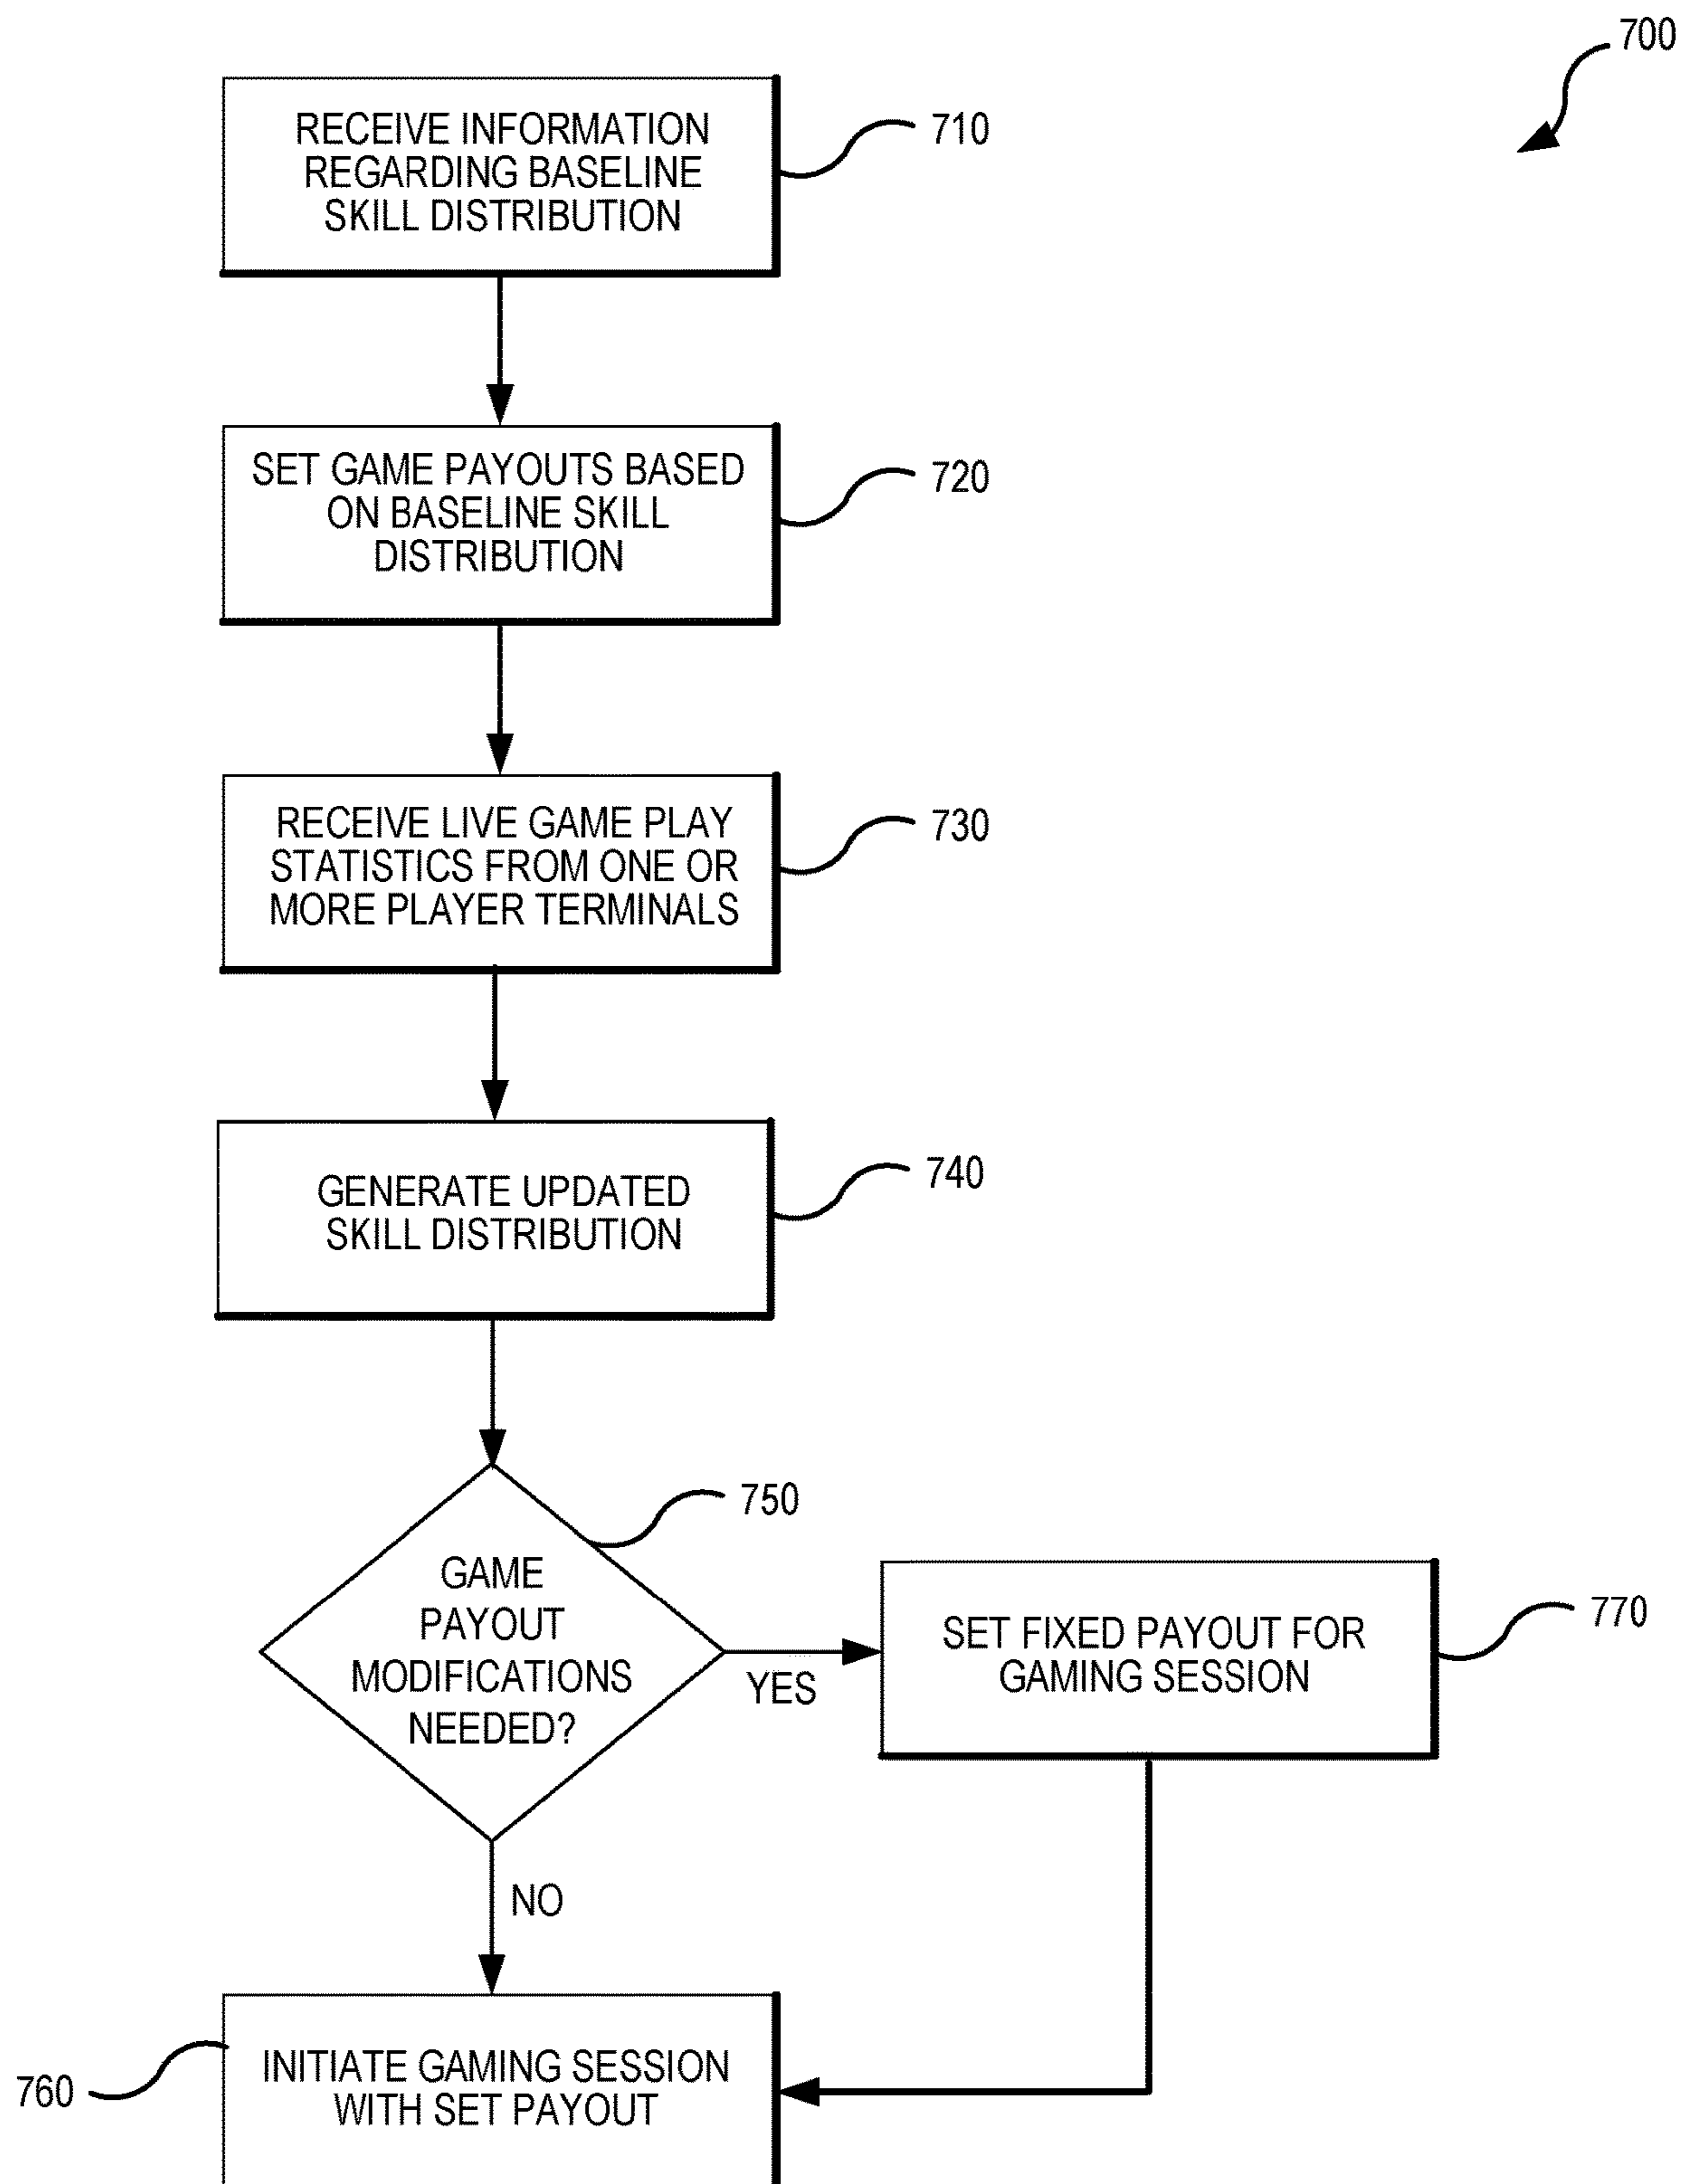 700
RECEIVE INFORMATION
REGARDING BASELINE
SKILL DISTRIBUTION
710
SET GAME PAYOUTS BASED
ON BASELINE SKILL
DISTRIBUTION
720
RECEIVE LIVE GAME PLAY
STATISTICS FROM ONE OR
MORE PLAYER TERMINALS
730
GENERATE UPDATED
SKILL DISTRIBUTION
740
750
GAME
PAYOUT
MODIFICATIONS
NEEDED?
YES
SET FIXED PAYOUT FOR
GAMING SESSION
770
NO
INITIATE GAMING SESSION
WITH SET PAYOUT
760